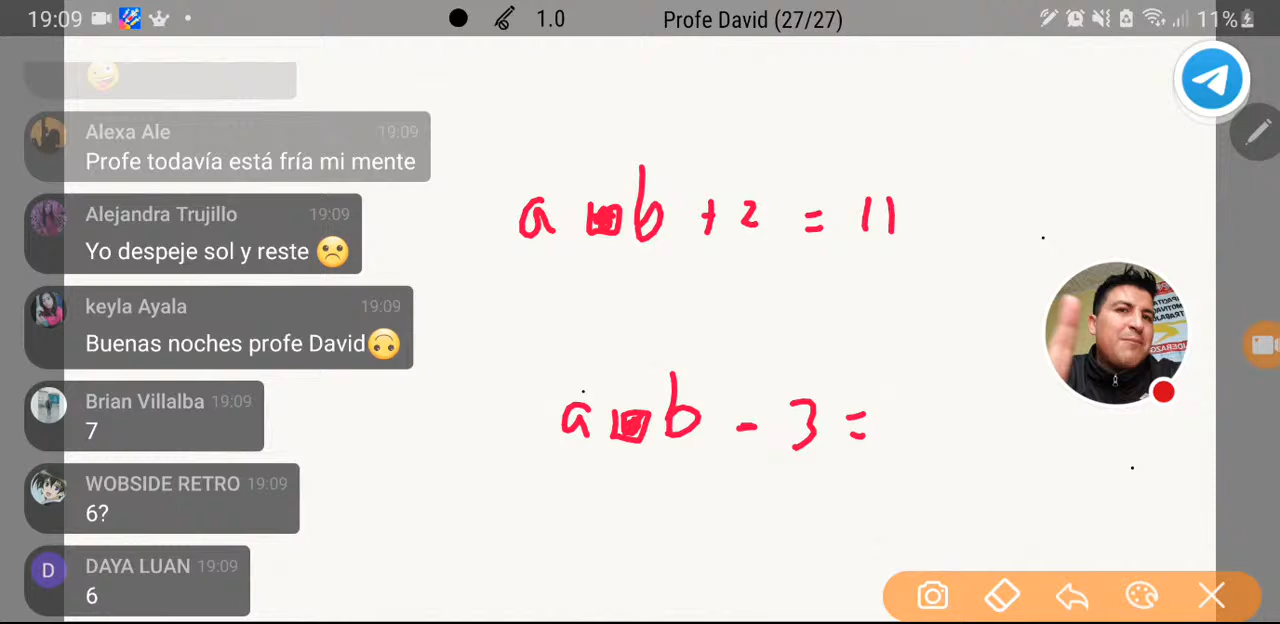 19:09
1.0
Profe David (27/27)
11%
Alexa Ale 19:09
Profe todavía está fría mi mente
Alejandra Trujillo 19:09
Yo despeje sol y reste
keyla Ayala 19:09
Buenas noches profe David
Brian Villalba 19:09
7
WOBSIDE RETRO 19:09
6?
D
DAYA LUAN 19:09
6
a b + 2 = 11
a b - 3 =